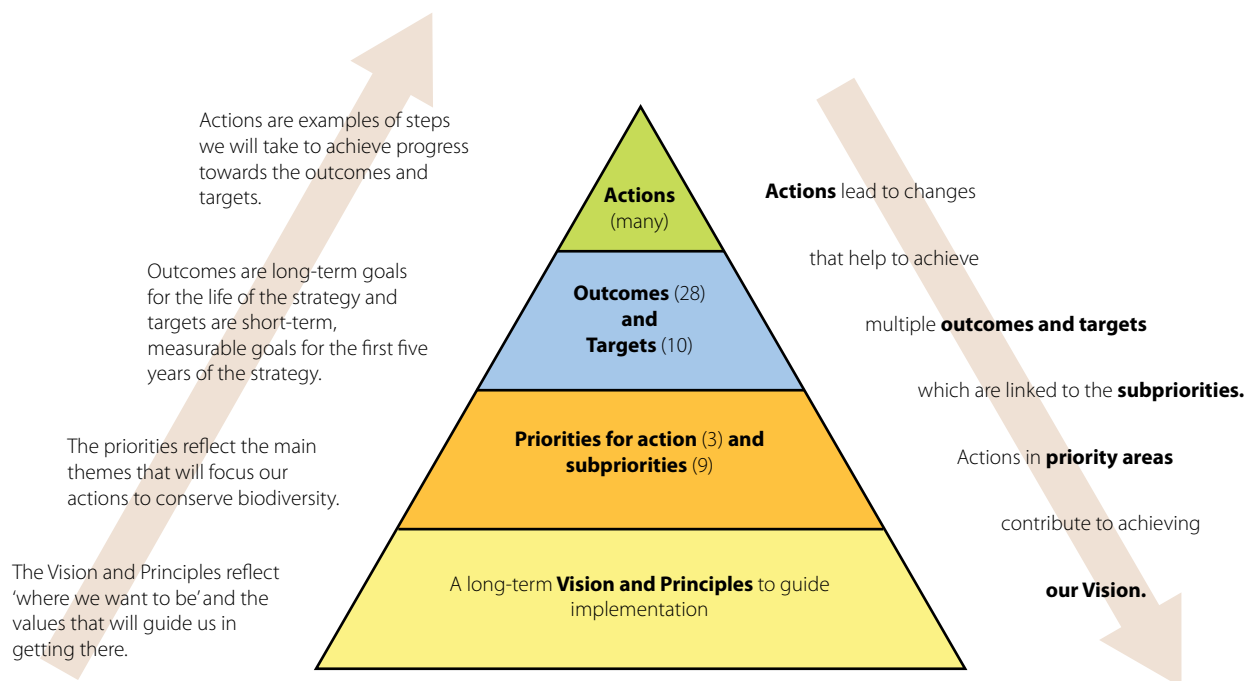 Actions are examples of steps
we will take to achieve progress
towards the outcomes and
targets.
Outcomes are long-term goals
for the life of the strategy and
targets are short-term,
measurable goals for the first five
years of the strategy.
The priorities reflect the main
themes that will focus our
actions to conserve biodiversity.
The Vision and Principles reflect
‘where we want to be’ and the
values that will guide us in
getting there.
Actions
(many)
Outcomes (28)
and
Targets (10)
Priorities for action (3) and
subpriorities (9)
A long-term Vision and Principles to guide
implementation
Actions lead to changes
that help to achieve
multiple outcomes and targets
which are linked to the subpriorities.
Actions in priority areas
contribute to achieving
our Vision.